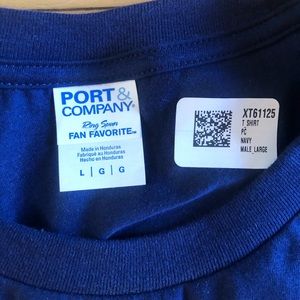 PORT &
COMPANY®
Ring Spun
FAN FAVORITE™
Made in Honduras
Fabriqué au Honduras
Hecho en Honduras
L | G | G
XT61125
T SHIRT
PC
NAVY
MALE LARGE